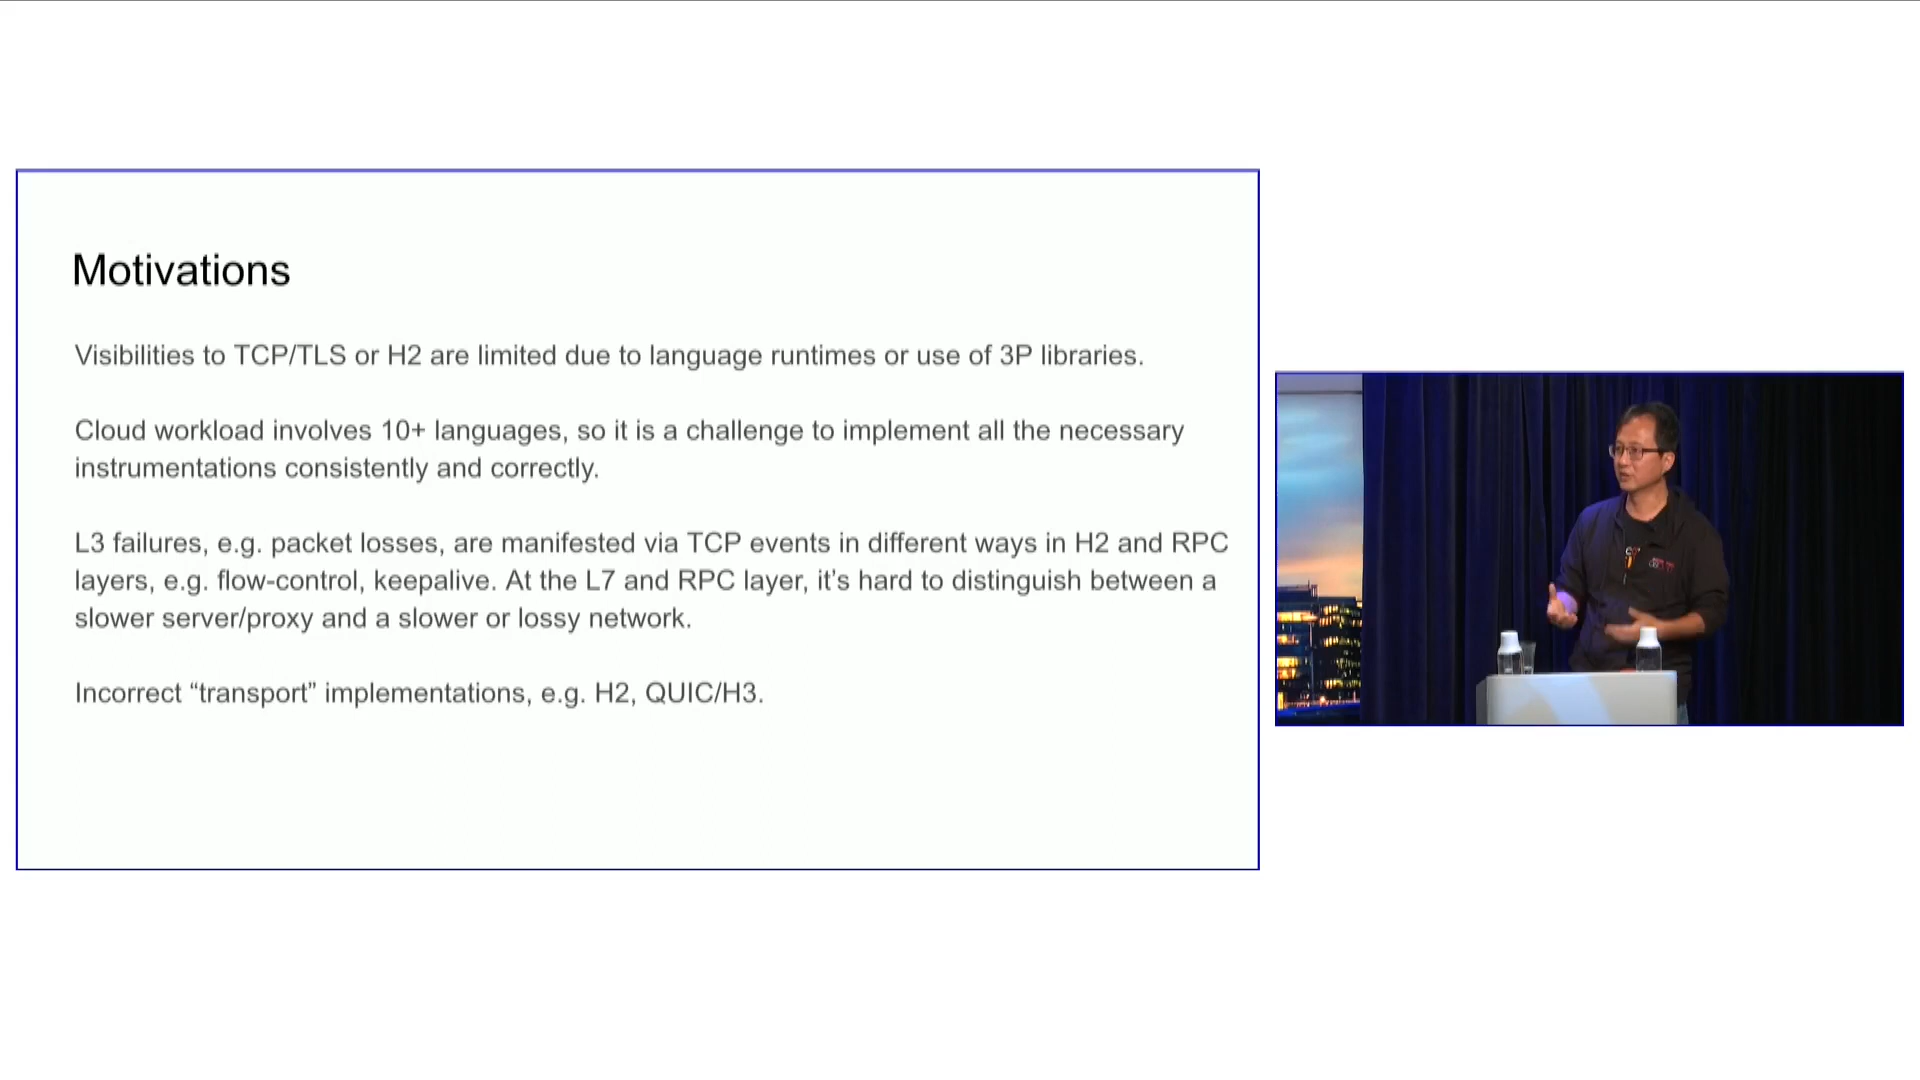 Motivations
Visibilities to TCP/TLS or H2 are limited due to language runtimes or use of 3P libraries.
Cloud workload involves 10+ languages, so it is a challenge to implement all the necessary
instrumentations consistently and correctly.
L3 failures, e.g. packet losses, are manifested via TCP events in different ways in H2 and RPC
layers, e.g. flow-control, keepalive. At the L7 and RPC layer, it’s hard to distinguish between a
slower server/proxy and a slower or lossy network.
Incorrect “transport” implementations, e.g. H2, QUIC/H3.